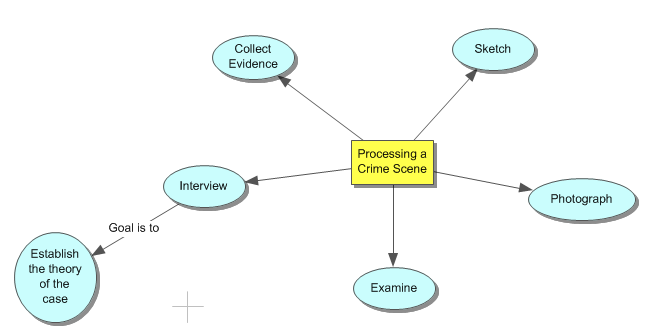 Collect
Evidence
Sketch
Processing a
Crime Scene
Interview
Photograph
Goal is to
Establish
the theory
of the
case
Examine